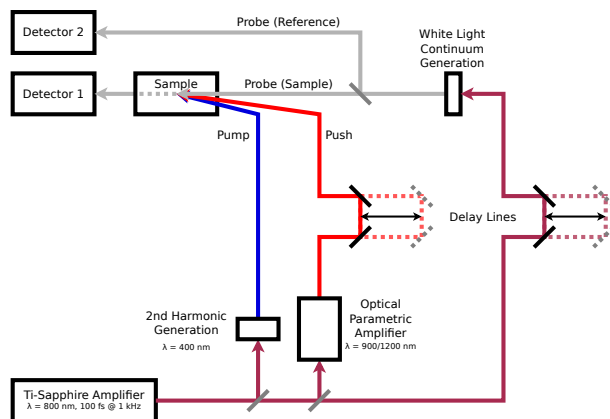 Detector 2
Probe (Reference)
White Light
Continuum
Generation
Detector 1
Sample
Probe (Sample)
Pump
Push
Delay Lines
2nd Harmonic
Generation
λ = 400 nm
Optical
Parametric
Amplifier
λ = 900/1200 nm
Ti-Sapphire Amplifier
λ = 800 nm, 100 fs @ 1 kHz